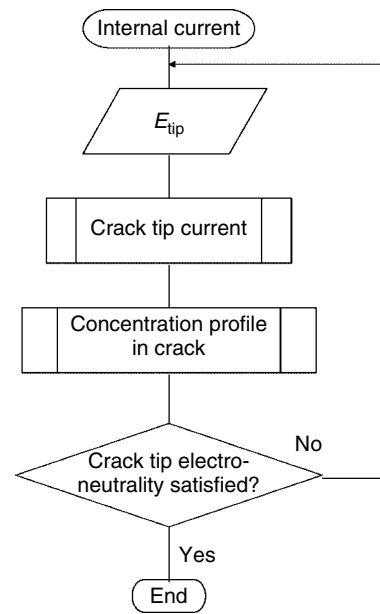 Internal current
E_tip
Crack tip current
Concentration profile
in crack
No
Crack tip electro-
neutrality satisfied?
Yes
End